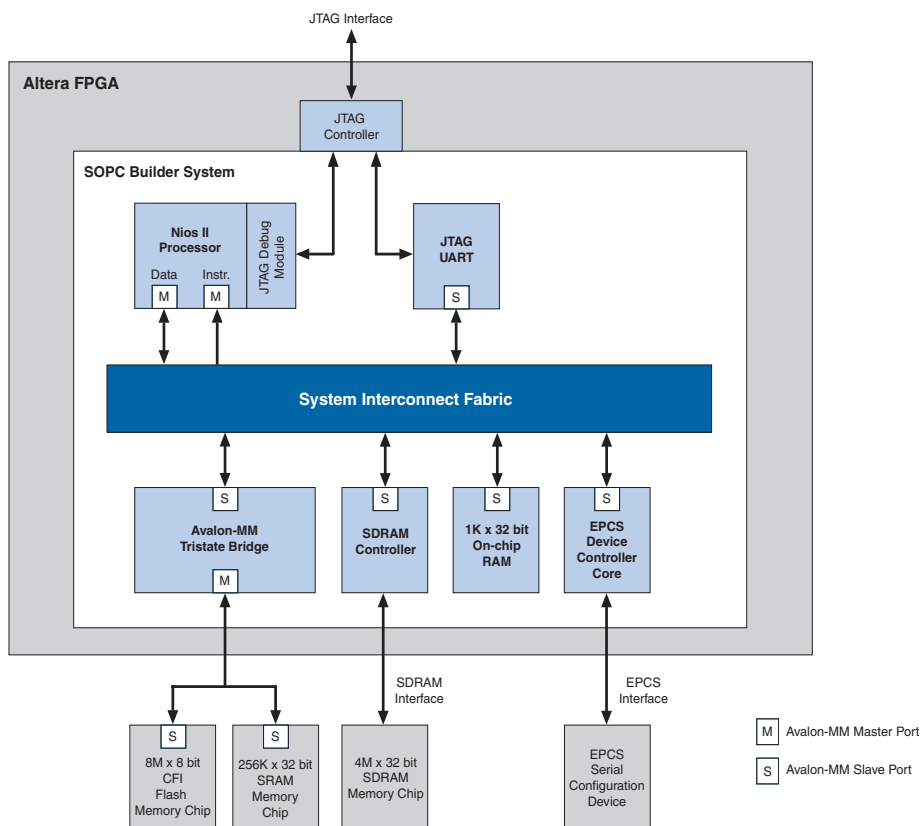 JTAG Interface
Altera FPGA
JTAG
Controller
SOPC Builder System
Nios II
Processor
Data
Instr.
M
M
JTAG Debug
Module
JTAG
UART
S
System Interconnect Fabric
S
Avalon-MM
Tristate Bridge
M
S
SDRAM
Controller
S
1K x 32 bit
On-chip
RAM
S
EPCS
Device
Controller
Core
SDRAM
Interface
EPCS
Interface
S
8M x 8 bit
CFI
Flash
Memory Chip
S
256K x 32 bit
SRAM
Memory
Chip
4M x 32 bit
SDRAM
Memory Chip
EPCS
Serial
Configuration
Device
M Avalon-MM Master Port
S Avalon-MM Slave Port